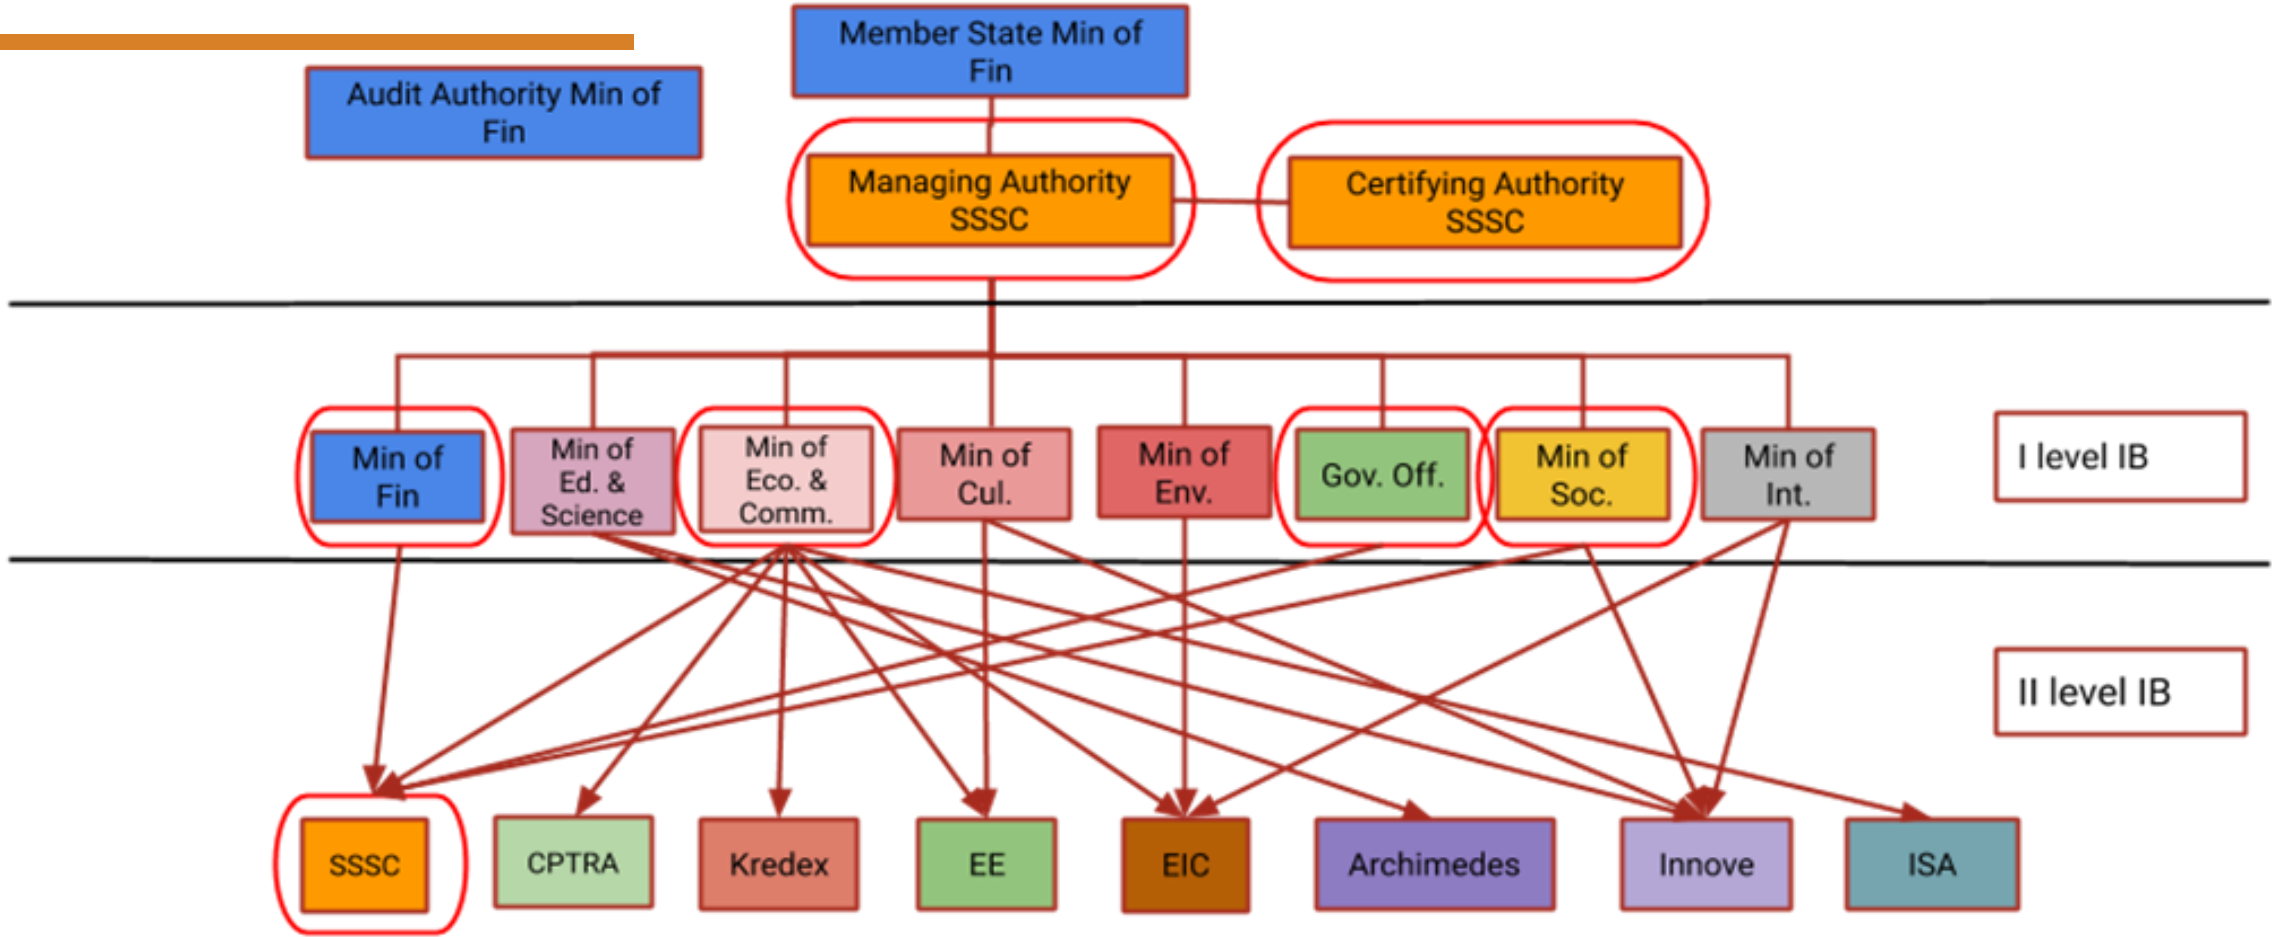 Member State Min of
Fin
Audit Authority Min of
Fin
Managing Authority
SSSC
Certifying Authority
SSSC
Min of
Fin
Min of
Ed. &
Science
Min of
Eco. &
Comm.
Min of
Cul.
Min of
Env.
Gov. Off.
Min of
Soc.
Min of
Int.
I level IB
II level IB
SSSC
CPTRA
Kredex
EE
EIC
Archimedes
Innove
ISA